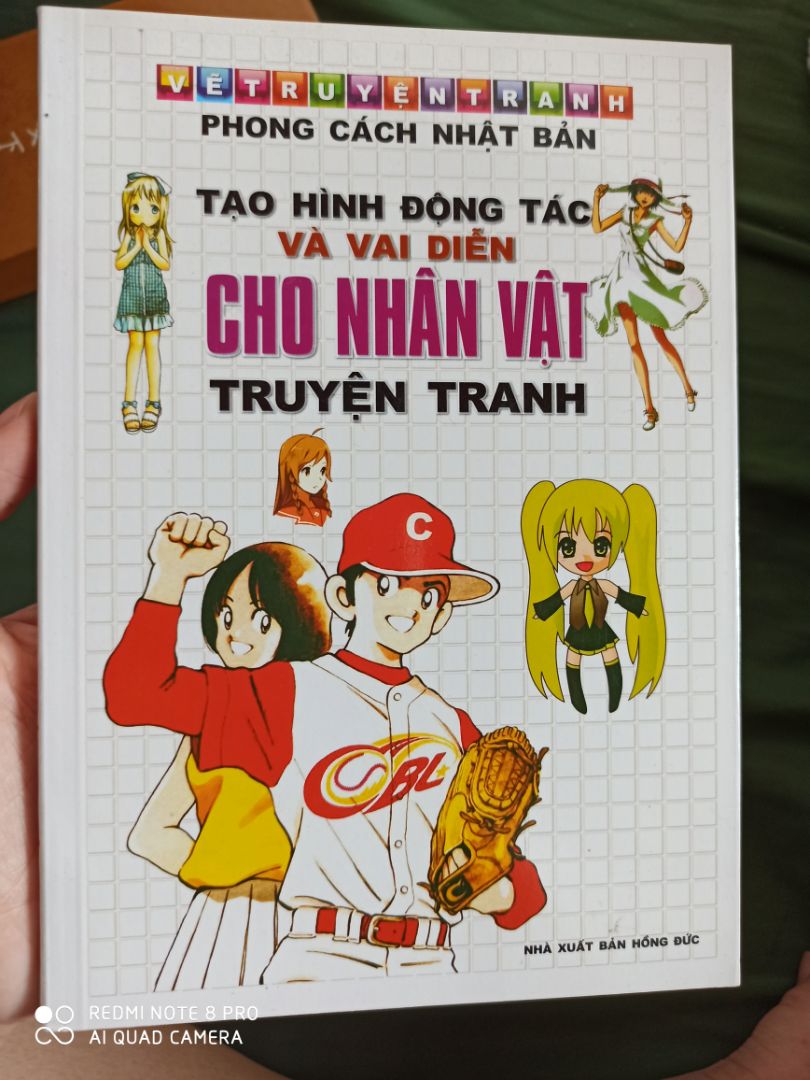 VẼ TRUYỆN TRANH
PHONG CÁCH NHẬT BẢN
TẠO HÌNH ĐỘNG TÁC
VÀ VAI DIỄN
CHO NHÂN VẬT
TRUYỆN TRANH
C
CBL
NHÀ XUẤT BẢN HỒNG ĐỨC
REDMI NOTE 8 PRO
AI QUAD CAMERA